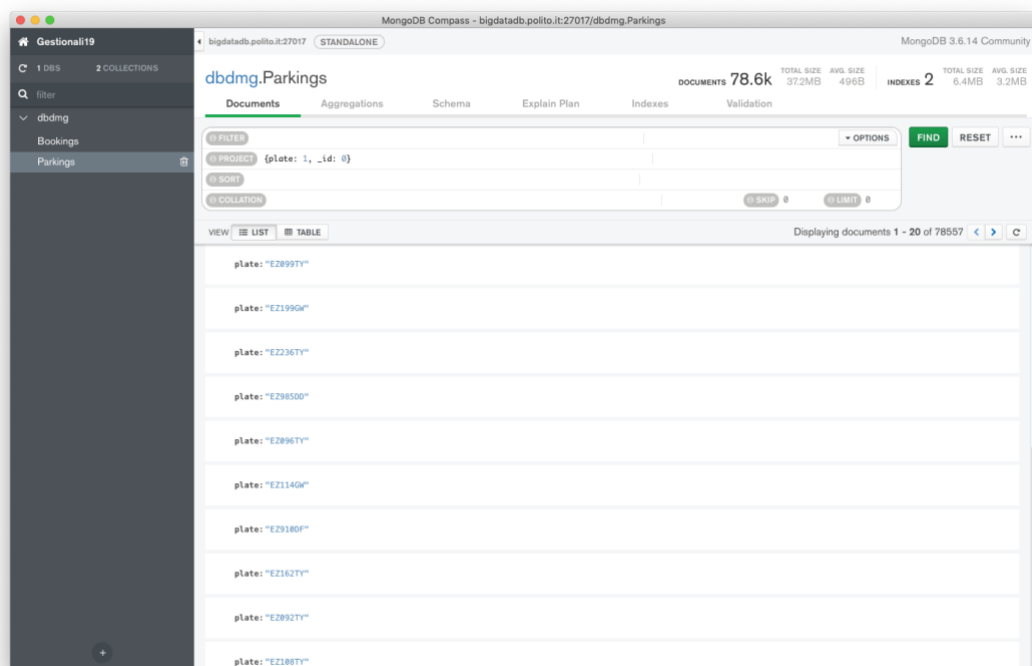 MongoDB Compass - bigdatadb.polito.it:27017/dbdmg.Parkings
Gestionali19
bigdatadb.polito.it:27017 STANDALONE
MongoDB 3.6.14 Community
1 DBS 2 COLLECTIONS
filter
dbdmg
Bookings
Parkings
dbdmg.Parkings
DOCUMENTS 78.6k TOTAL SIZE 37.2MB AVG. SIZE 496B INDEXES 2 TOTAL SIZE 6.4MB AVG. SIZE 3.2MB
Documents Aggregations Schema Explain Plan Indexes Validation
FILTER OPTIONS FIND RESET ...
PROJECT {plate: 1, _id: 0}
SORT
COLLATION SKIP 0 LIMIT 0
VIEW LIST TABLE Displaying documents 1 - 20 of 78557
plate: "EZ099TY"
plate: "EZ199GW"
plate: "EZ236TY"
plate: "EZ985DD"
plate: "EZ096TY"
plate: "EZ114GW"
plate: "EZ910DF"
plate: "EZ162TY"
plate: "EZ092TY"
plate: "EZ108TY"